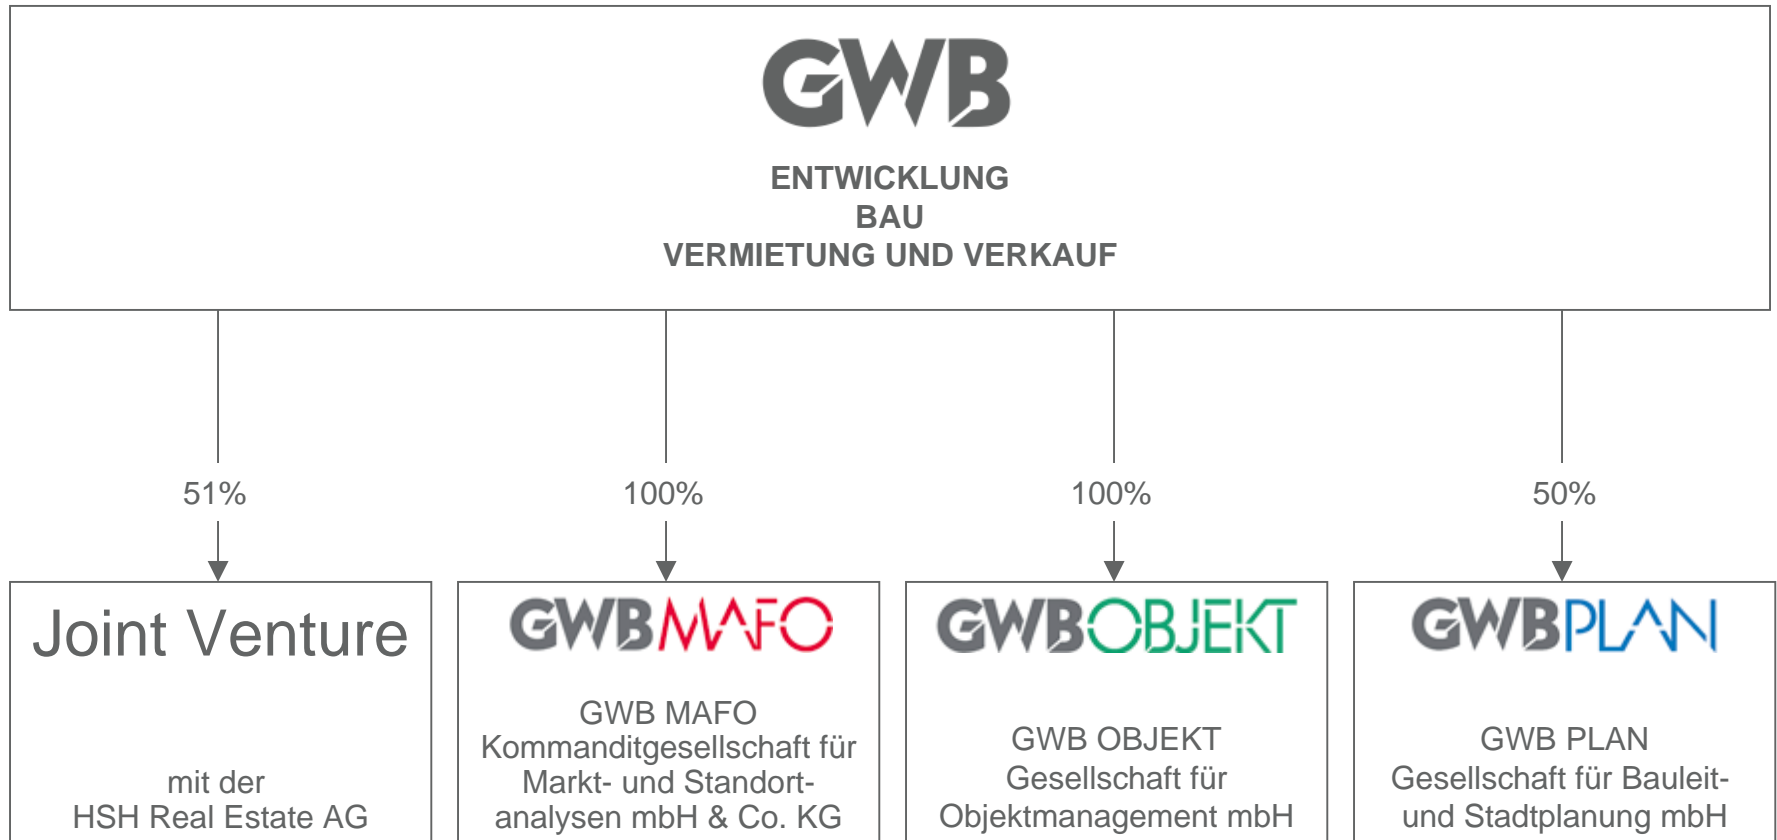 GWB
ENTWICKLUNG
BAU
VERMIETUNG UND VERKAUF
51%
100%
100%
50%
Joint Venture
mit der
HSH Real Estate AG
GWBMAFO
GWB MAFO
Kommanditgesellschaft für
Markt- und Standort-
analysen mbH & Co. KG
GWBOBJEKT
GWB OBJEKT
Gesellschaft für
Objektmanagement mbH
GWBPLAN
GWB PLAN
Gesellschaft für Bauleit-
und Stadtplanung mbH